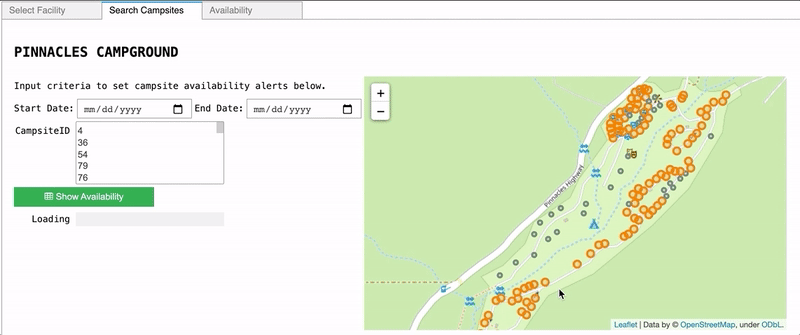 Select Facility
Search Campsites
Availability
PINNACLES CAMPGROUND
Input criteria to set campsite availability alerts below.
Start Date: mm/dd/yyyy End Date: mm/dd/yyyy
CampsiteID
4
36
54
79
76
Show Availability
Loading
+
−
Pinnacles Highway
Leaflet | Data by © OpenStreetMap, under ODbL.